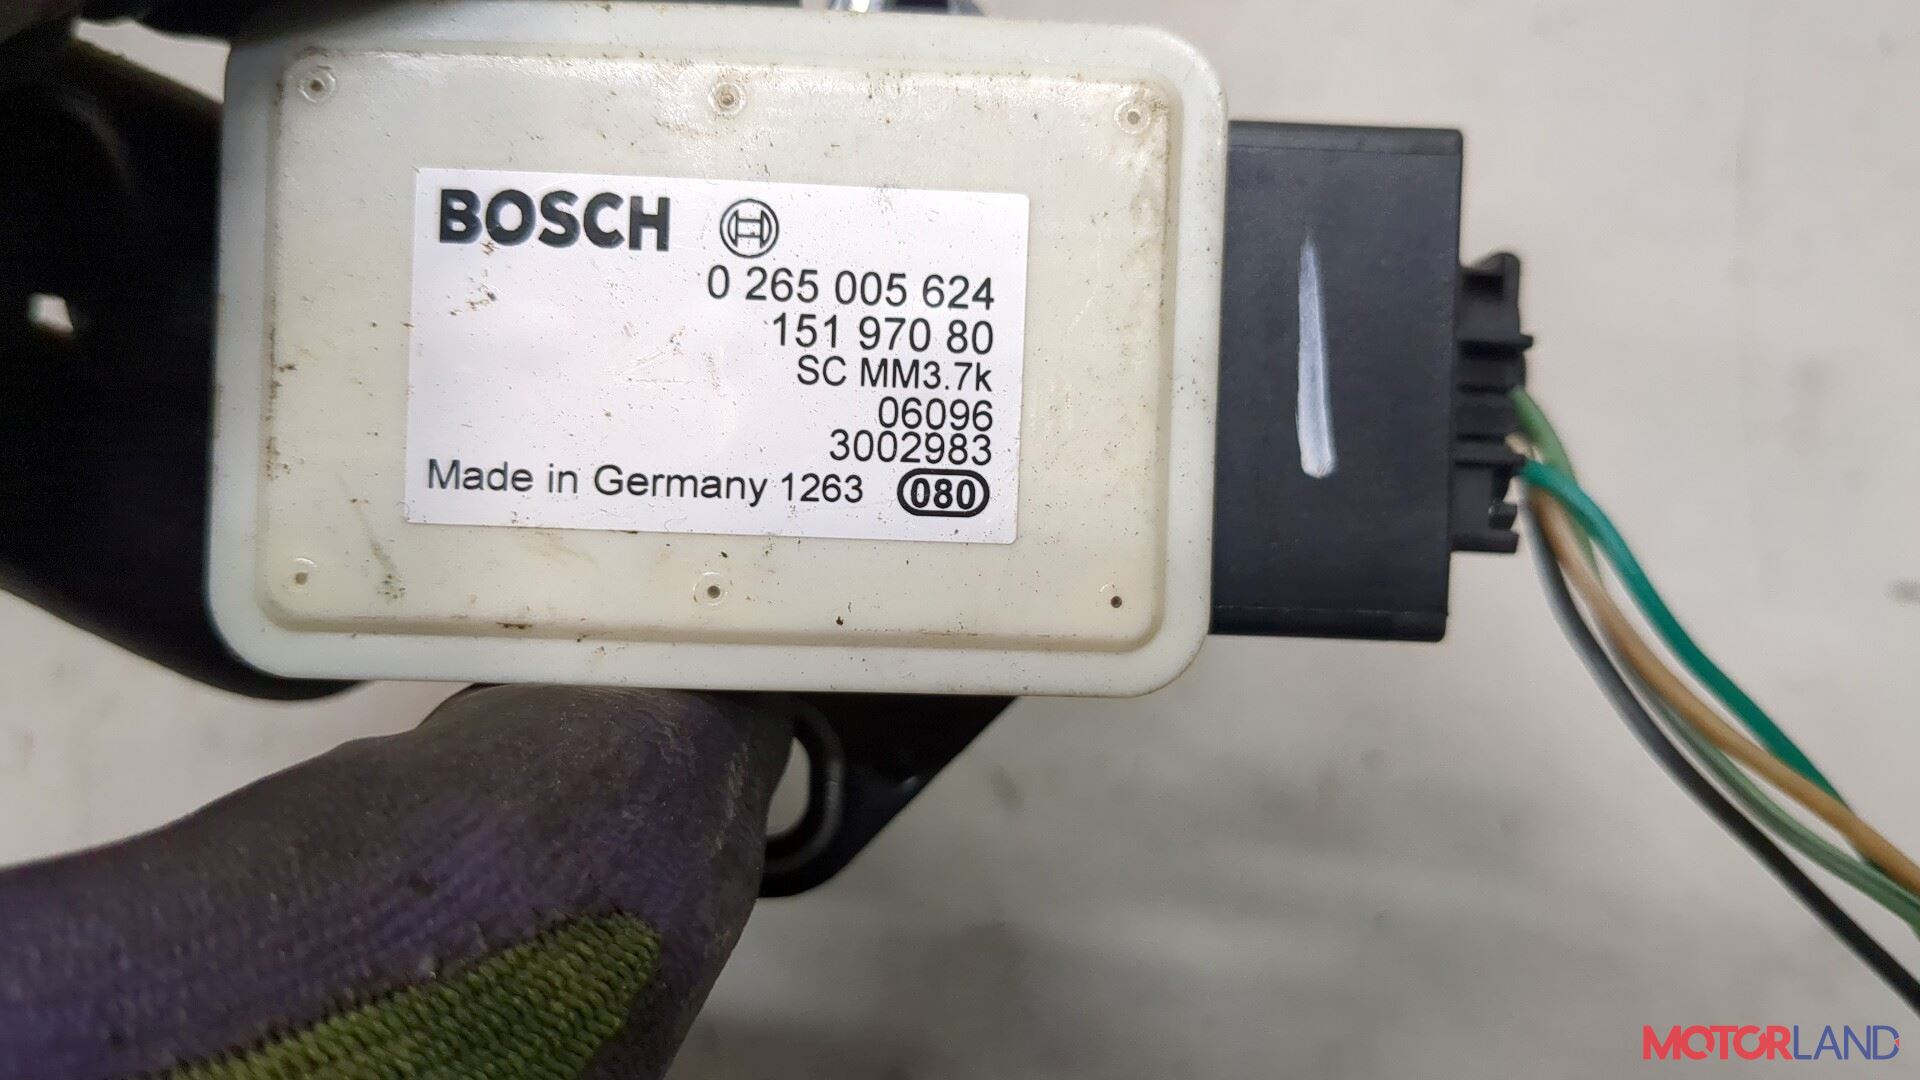 BOSCH
0 265 005 624
151 970 80
SC MM3.7k
06096
3002983
Made in Germany 1263 080
MOTORLAND